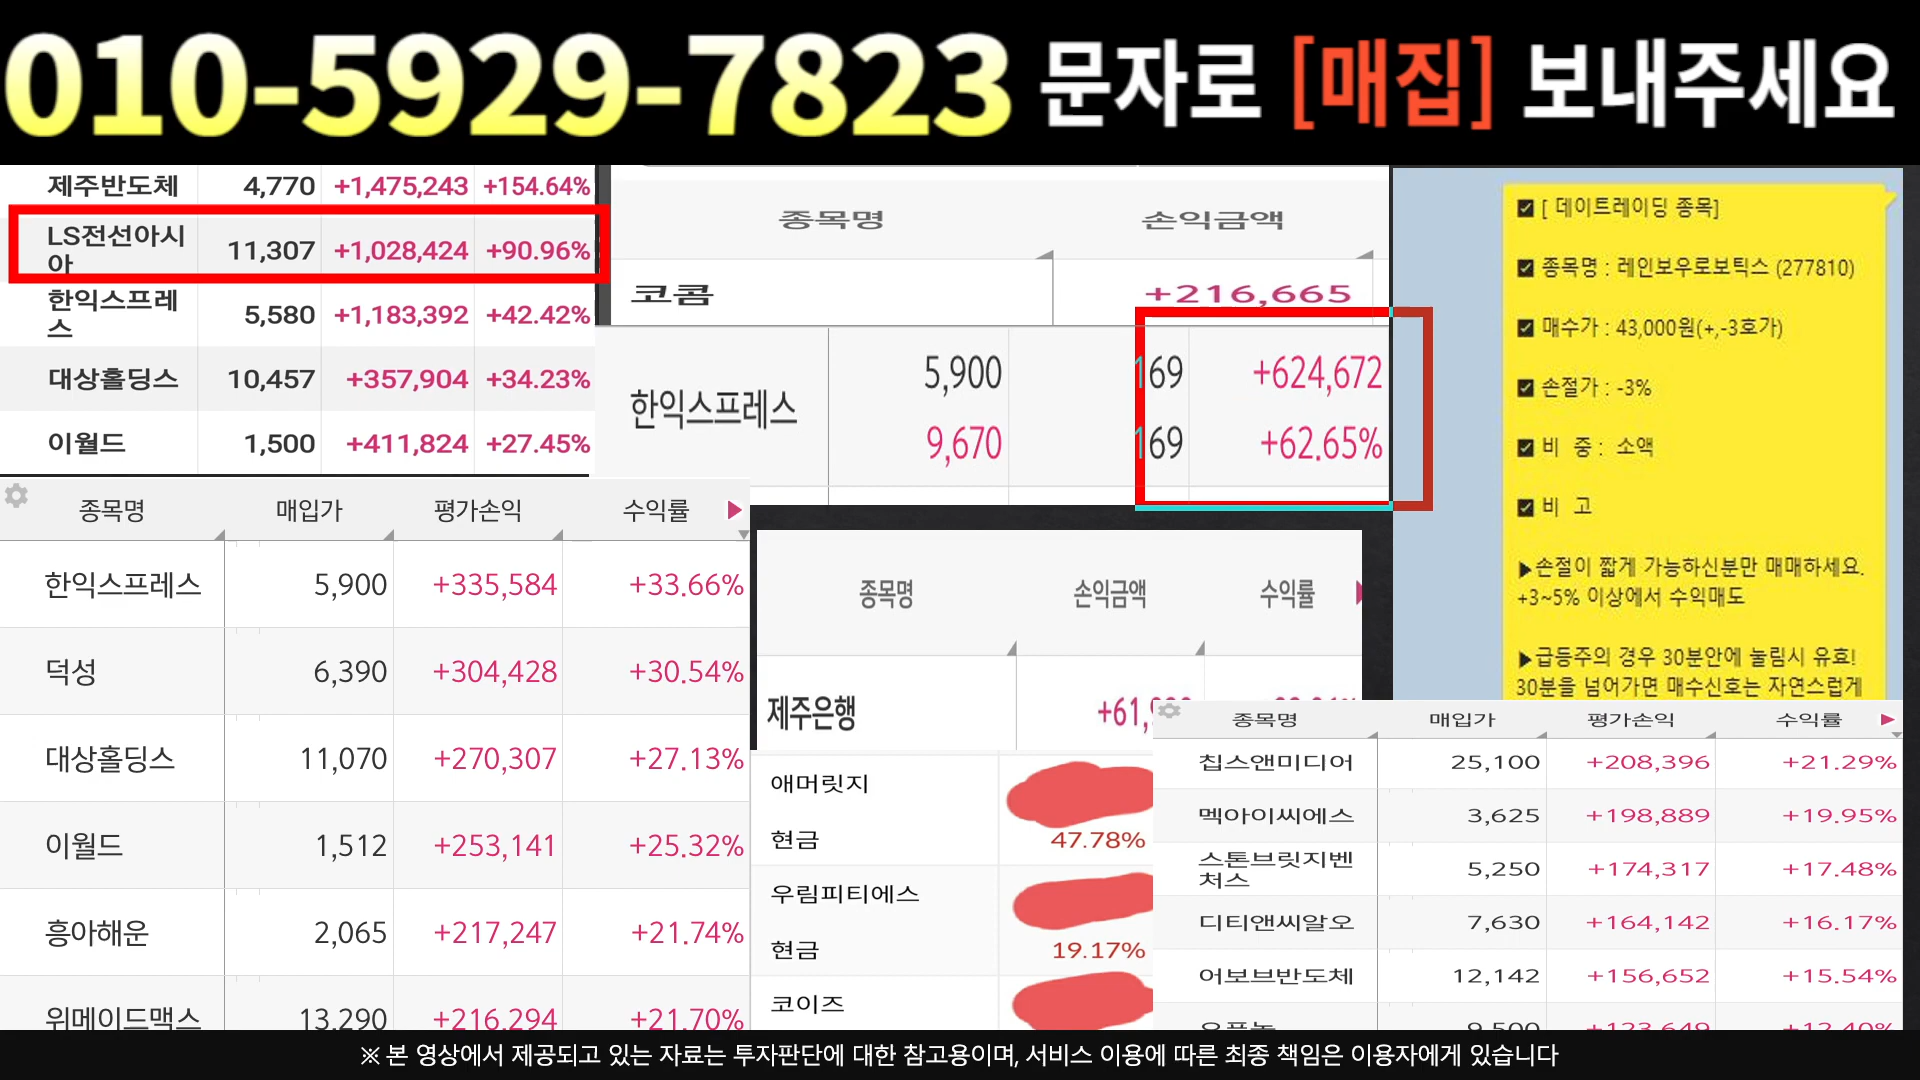 010-5929-7823 문자로 [매집] 보내주세요
제주반도체 4,770 +1,475,243 +154.64%
LS전선아시아 11,307 +1,028,424 +90.96%
한익스프레스 5,580 +1,183,392 +42.42%
대상홀딩스 10,457 +357,904 +34.23%
이월드 1,500 +411,824 +27.45%
종목명 손익금액
코콤 +216,665
한익스프레스 5,900 169 +624,672
9,670 169 +62.65%
☑ [ 데이트레이딩 종목]
☑ 종목명 : 레인보우로보틱스 (277810)
☑ 매수가 : 43,000원(+,-3호가)
☑ 손절가 : -3%
☑ 비 중 : 소액
☑ 비 고
▶손절이 짧게 가능하신분만 매매하세요.
+3~5% 이상에서 수익매도
▶급등주의 경우 30분안에 눌림시 유효!
30분을 넘어가면 매수신호는 자연스럽게
종목명 매입가 평가손익 수익률
한익스프레스 5,900 +335,584 +33.66%
덕성 6,390 +304,428 +30.54%
대상홀딩스 11,070 +270,307 +27.13%
이월드 1,512 +253,141 +25.32%
흥아해운 2,065 +217,247 +21.74%
위메이드맥스 13,290 +216,294 +21.70%
종목명 손익금액 수익률
제주은행
애머릿지
현금 47.78%
우림피티에스
현금 19.17%
코이즈
종목명 매입가 평가손익 수익률
칩스앤미디어 25,100 +208,396 +21.29%
멕아이씨에스 3,625 +198,889 +19.95%
스톤브릿지벤처스 5,250 +174,317 +17.48%
디티앤씨알오 7,630 +164,142 +16.17%
어보브반도체 12,142 +156,652 +15.54%
※ 본 영상에서 제공되고 있는 자료는 투자판단에 대한 참고용이며, 서비스 이용에 따른 최종 책임은 이용자에게 있습니다